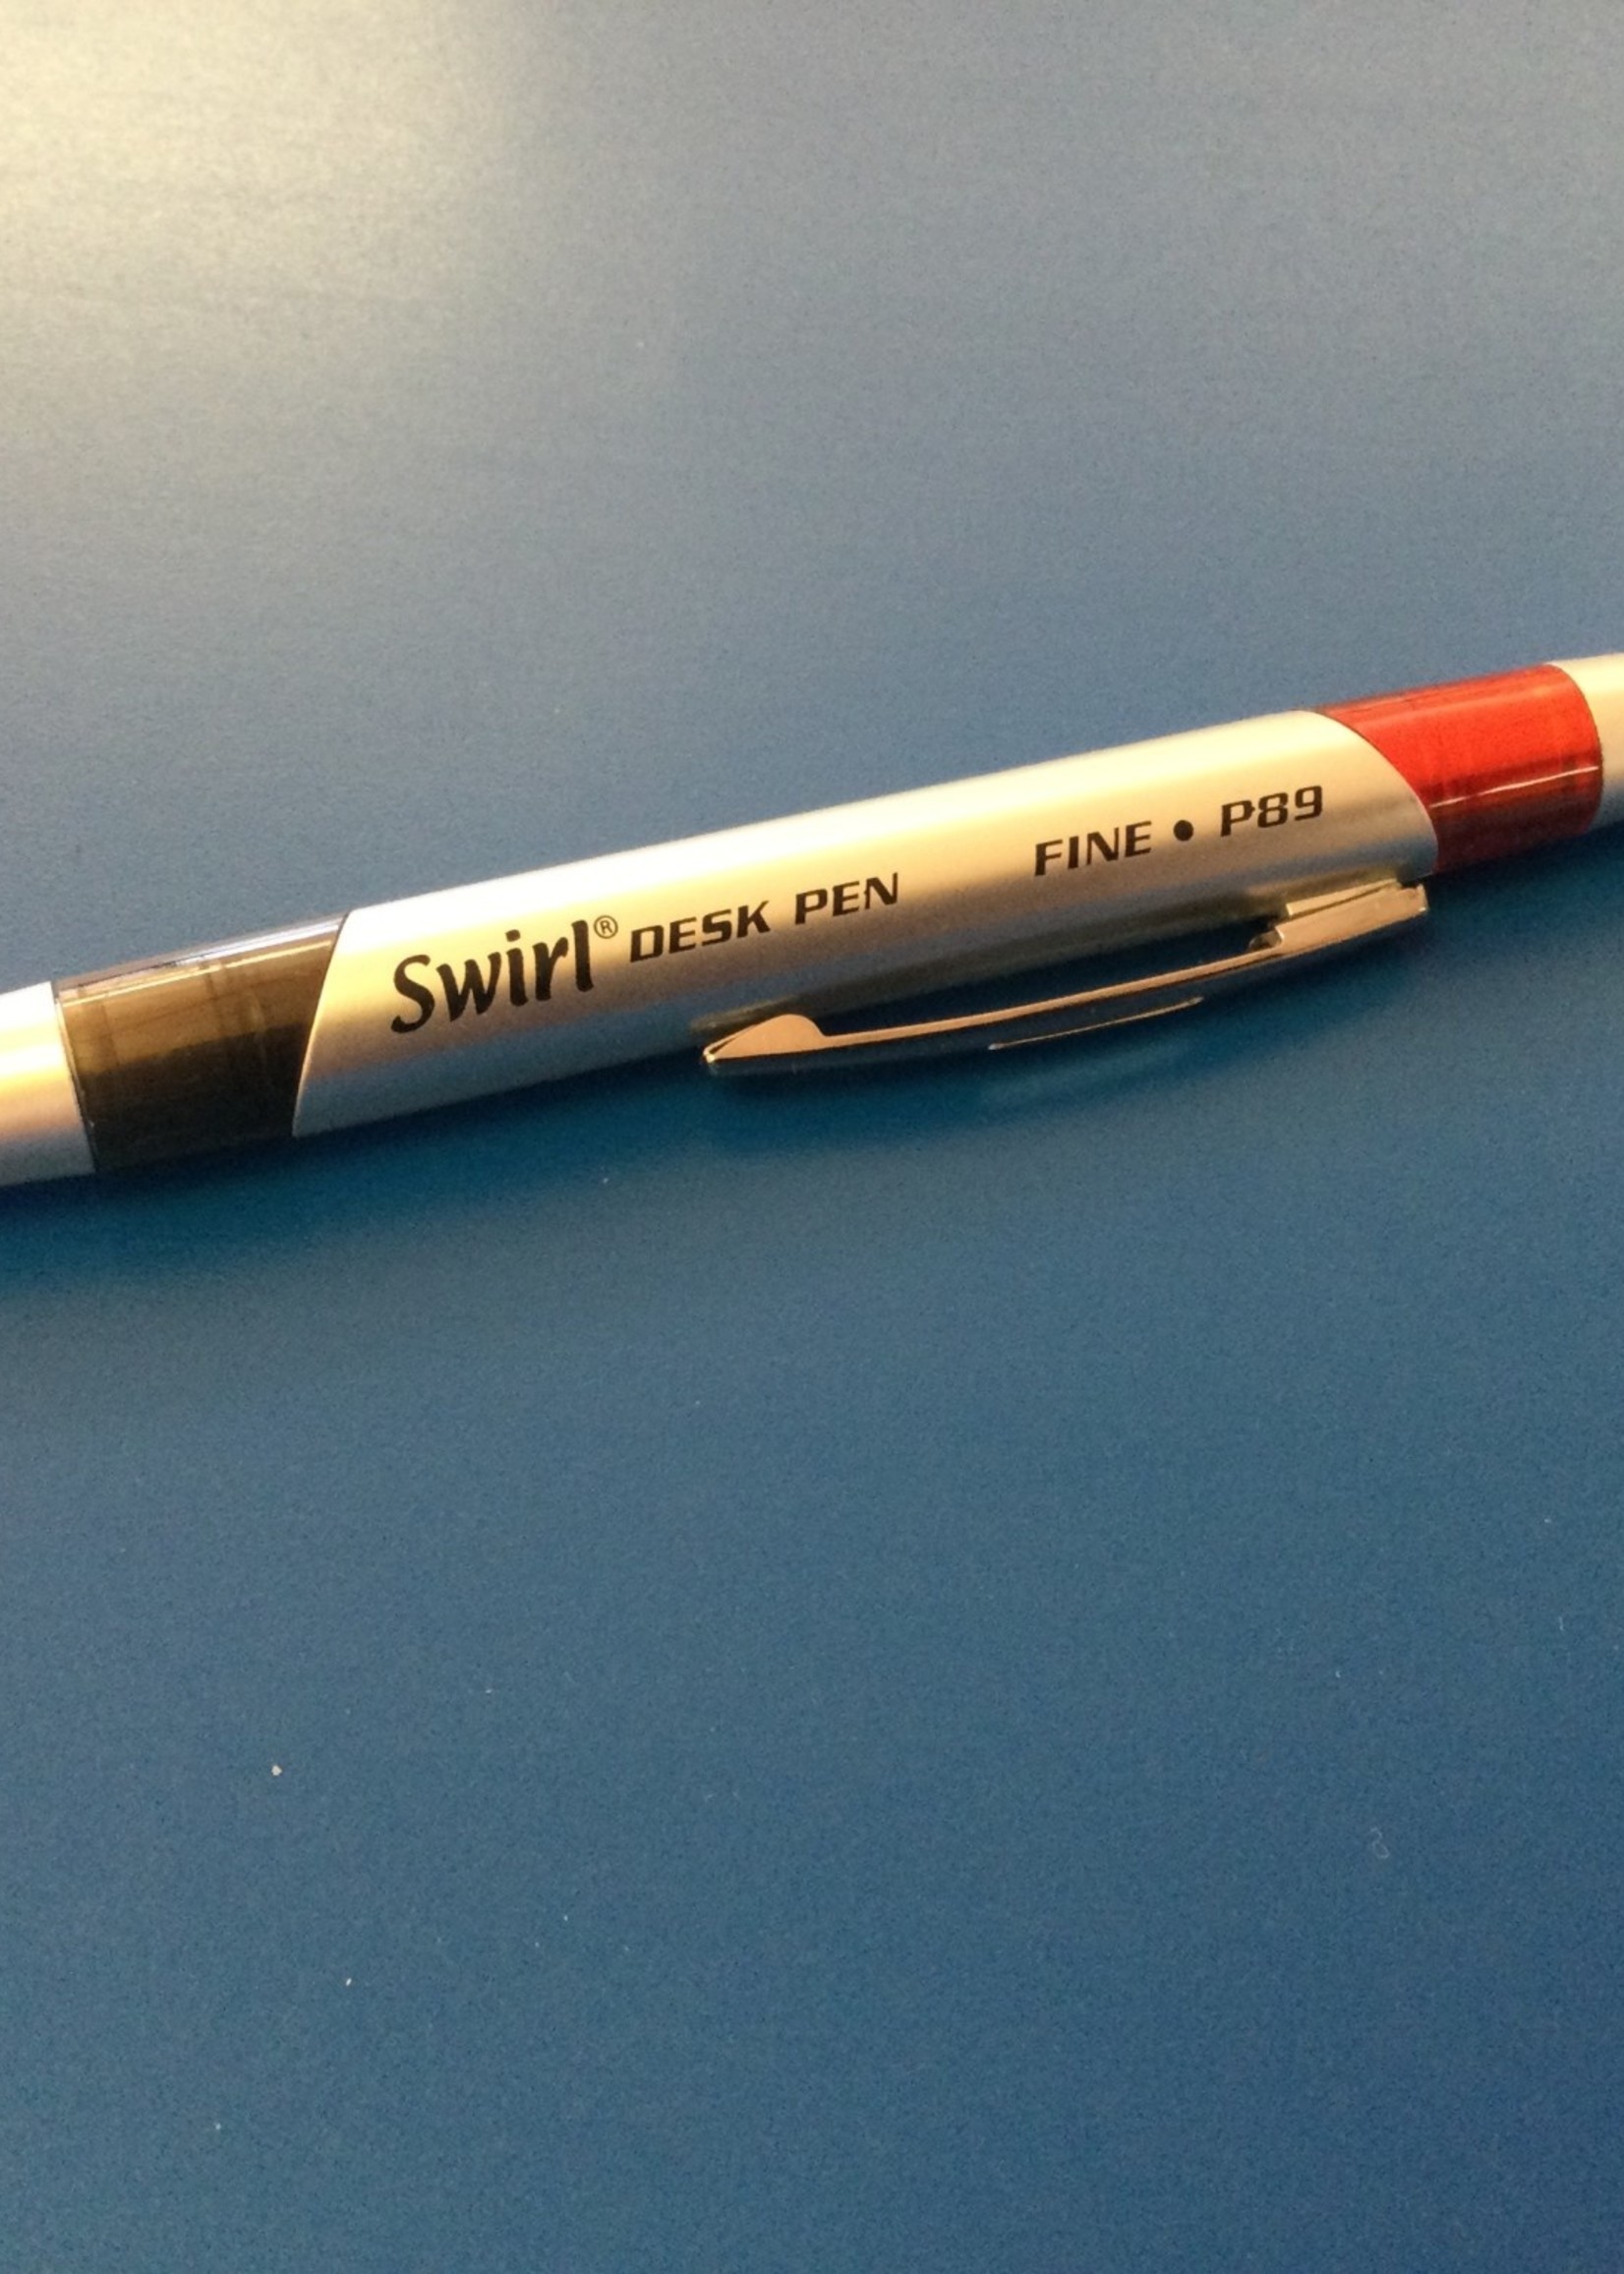 Swirl® DESK PEN FINE • P89